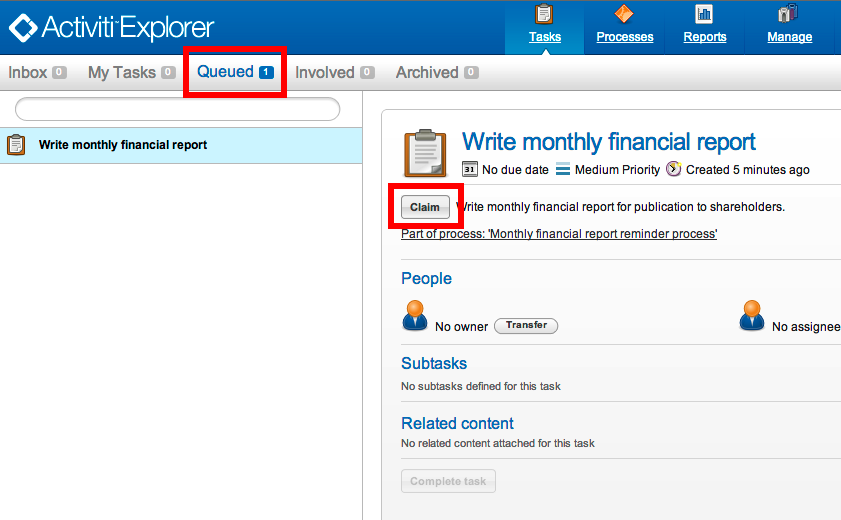 Activiti Explorer
Tasks Processes Reports Manage
Inbox 0 My Tasks 0 Queued 1 Involved 0 Archived 0
Write monthly financial report
Write monthly financial report
31 No due date Medium Priority Created 5 minutes ago
Claim Write monthly financial report for publication to shareholders.
Part of process: 'Monthly financial report reminder process'
People
No owner Transfer No assignee
Subtasks
No subtasks defined for this task
Related content
No related content attached for this task
Complete task